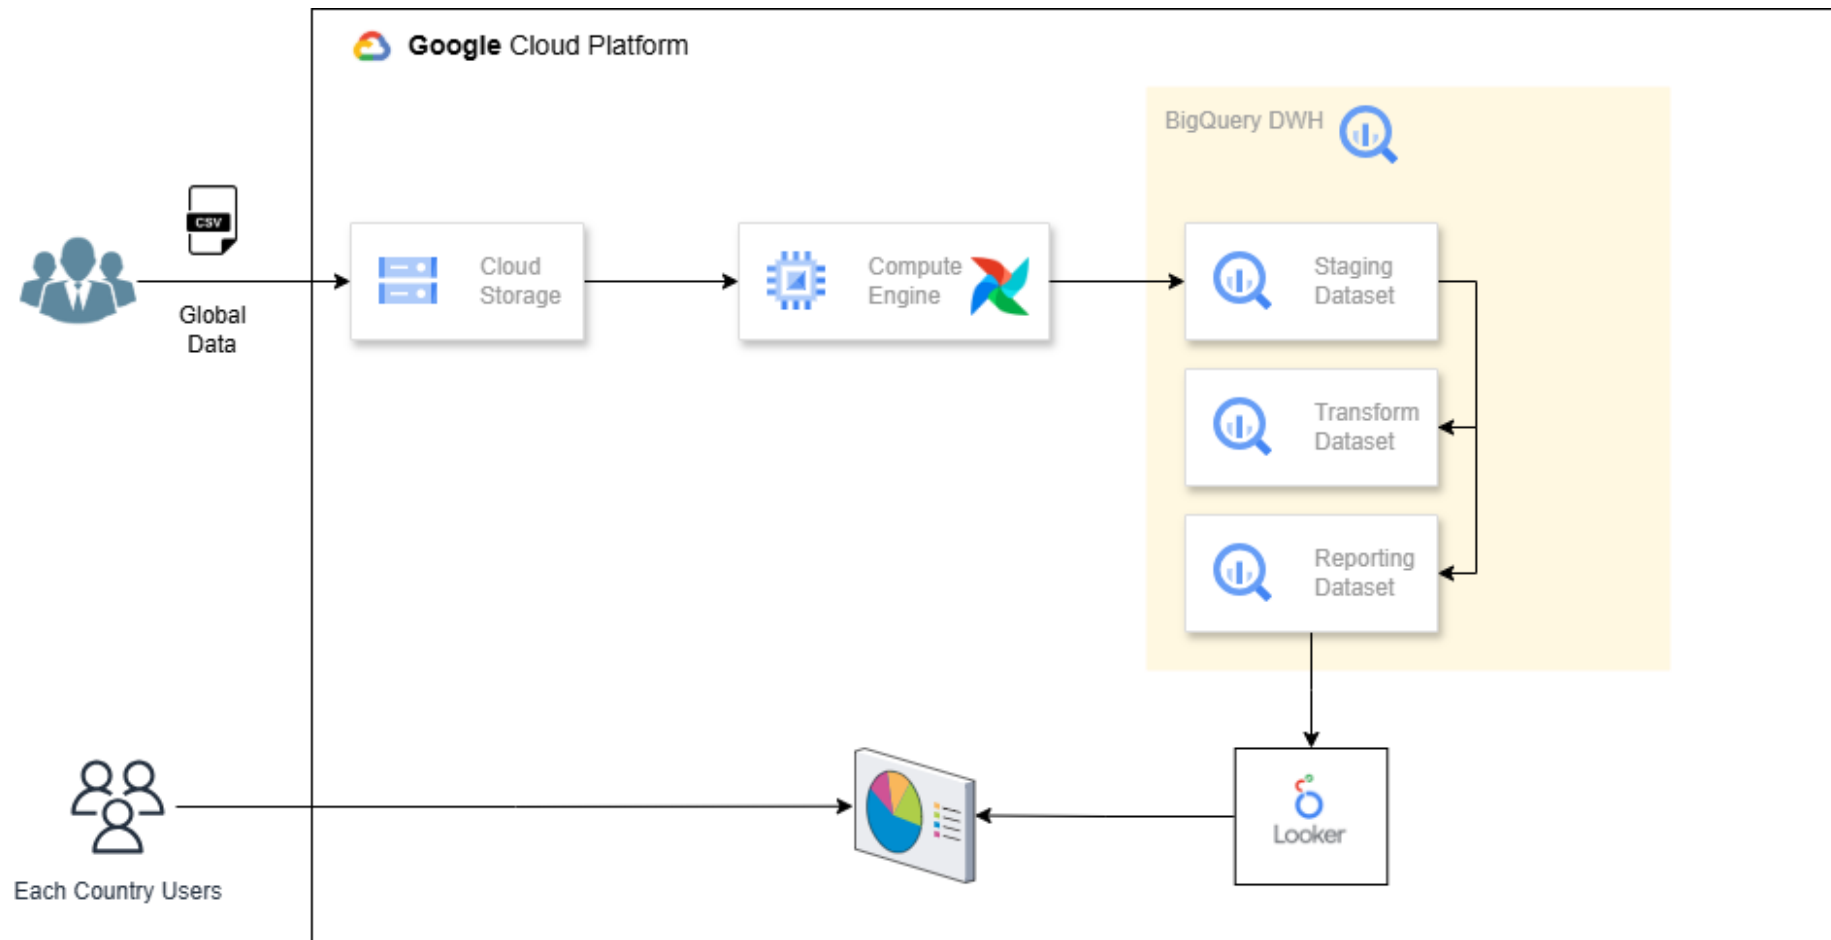 Google Cloud Platform
BigQuery DWH
CSV
Global
Data
Cloud
Storage
Compute
Engine
Staging
Dataset
Transform
Dataset
Reporting
Dataset
Looker
Each Country Users